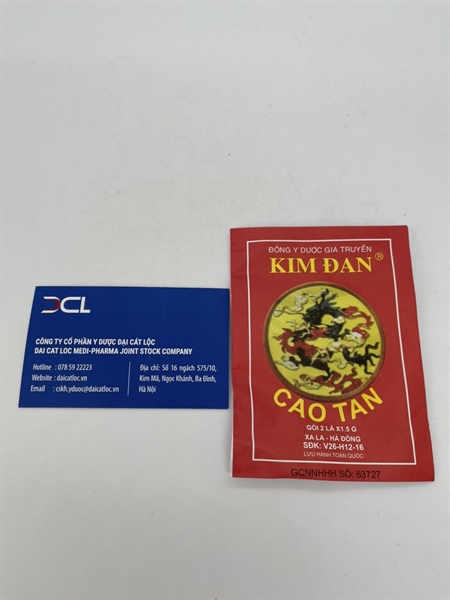 DCL
CÔNG TY CỔ PHẦN Y DƯỢC ĐẠI CÁT LỘC
DAI CAT LOC MEDI-PHARMA JOINT STOCK COMPANY
Hotline : 078 59 22223
Website : daicatloc.vn
Email : cskh.yduoc@daicatloc.vn
Địa chỉ: Số 16 ngách 575/10,
Kim Mã, Ngọc Khánh, Ba Đình,
Hà Nội
ĐÔNG Y DƯỢC GIA TRUYỀN
KIM ĐAN®
CAO TAN
GÓI 2 LÁ X1.5 G
XA LA - HÀ ĐÔNG
SĐK: V26-H12-16
LƯU HÀNH TOÀN QUỐC
GCNNHHH SỐ: 63727